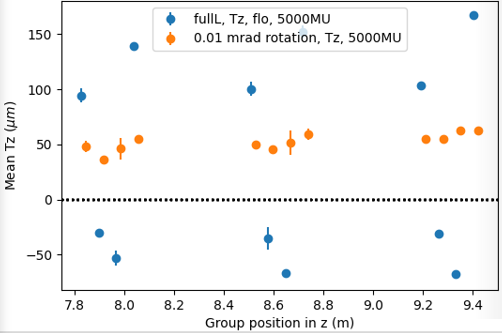 fullL, Tz, flo, 5000MU
0.01 mrad rotation, Tz, 5000MU
Mean Tz (μm)
150
100
50
0
−50
7.8 8.0 8.2 8.4 8.6 8.8 9.0 9.2 9.4
Group position in z (m)